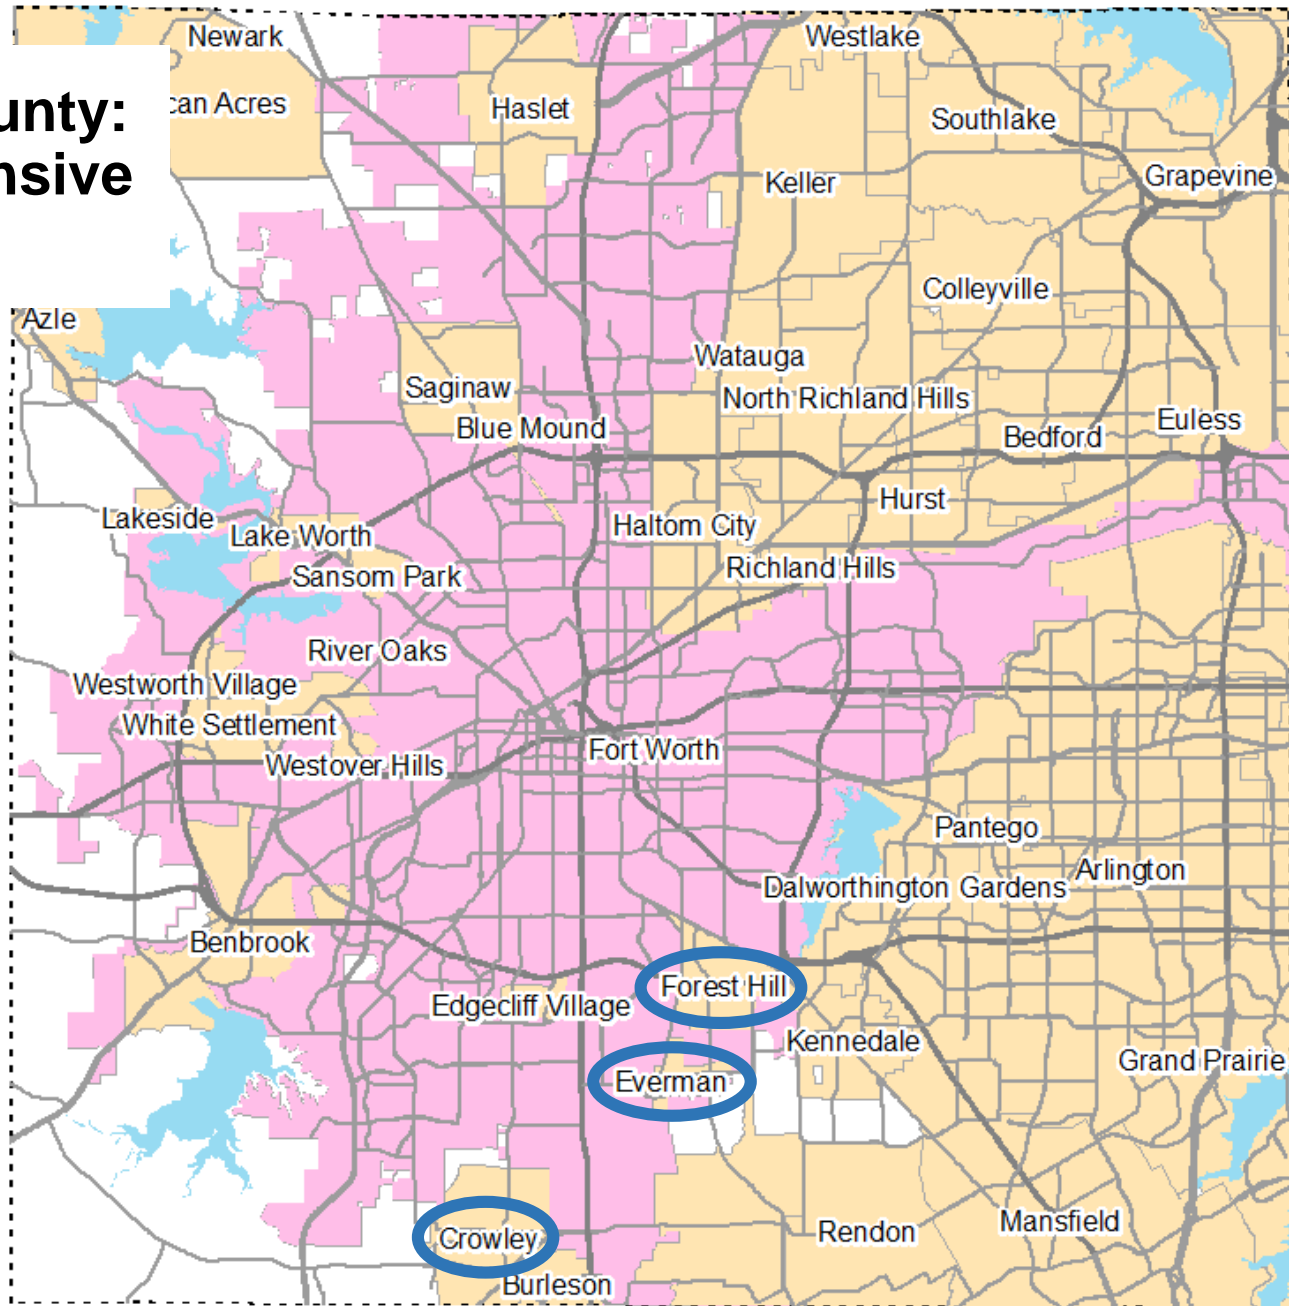 Newark
Westlake
unty:
can Acres
Haslet
Southlake
nsive
Keller
Grapevine
Colleyville
Azle
Watauga
Saginaw
North Richland Hills
Blue Mound
Bedford
Euless
Hurst
Lakeside
Lake Worth
Haltom City
Sansom Park
Richland Hills
River Oaks
Westworth Village
White Settlement
Fort Worth
Westover Hills
Pantego
Arlington
Dalworthington Gardens
Benbrook
Forest Hill
Edgecliff Village
Kennedale
Grand Prairie
Everman
Mansfield
Rendon
Crowley
Burleson